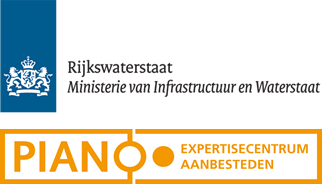 Rijkswaterstaat
Ministerie van Infrastructuur en Waterstaat
PIANO
EXPERTISECENTRUM
AANBESTEDEN